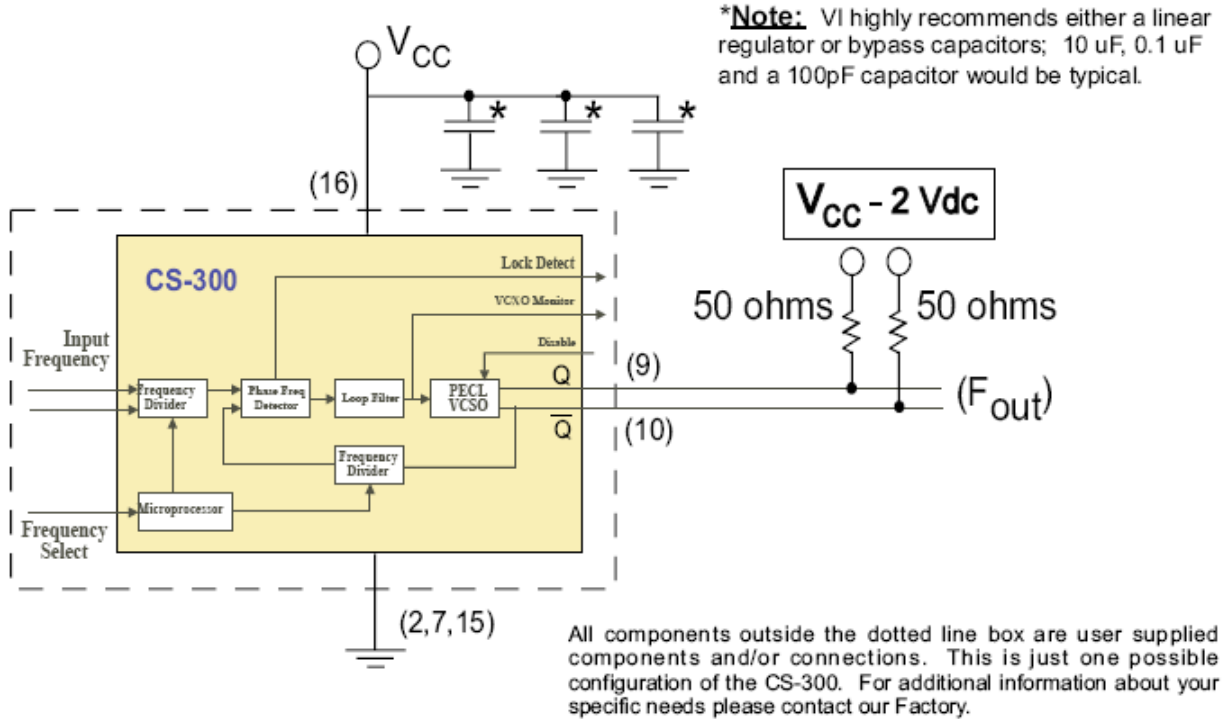 *Note: VI highly recommends either a linear
regulator or bypass capacitors; 10 uF, 0.1 uF
and a 100pF capacitor would be typical.
VCC
* * *
(16)
VCC - 2 Vdc
50 ohms
50 ohms
CS-300
Lock Detect
VCXO Monitor
Disable
Input
Frequency
Frequency
Divider
Phase Freq
Detector
Loop Filter
PECL
VCSO
Q
(9)
Q̅
(10)
(Fout)
Frequency
Divider
Microprocessor
Frequency
Select
(2,7,15)
All components outside the dotted line box are user supplied
components and/or connections. This is just one possible
configuration of the CS-300. For additional information about your
specific needs please contact our Factory.